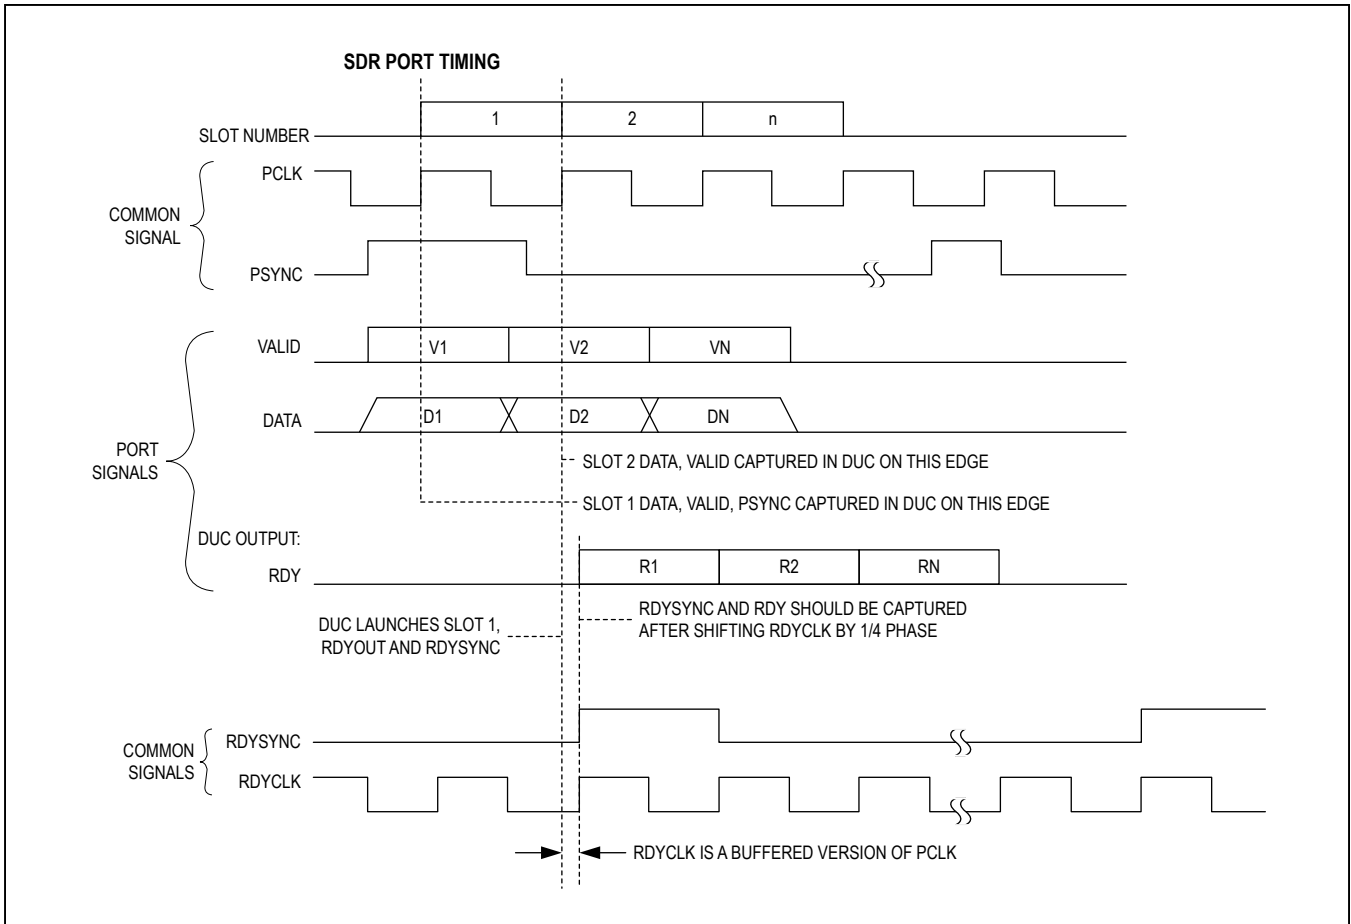 SDR PORT TIMING
SLOT NUMBER
1
2
n
PCLK
COMMON
SIGNAL
PSYNC
VALID
V1
V2
VN
DATA
D1
D2
DN
PORT
SIGNALS
SLOT 2 DATA, VALID CAPTURED IN DUC ON THIS EDGE
SLOT 1 DATA, VALID, PSYNC CAPTURED IN DUC ON THIS EDGE
DUC OUTPUT:
RDY
R1
R2
RN
DUC LAUNCHES SLOT 1,
RDYOUT AND RDYSYNC
RDYSYNC AND RDY SHOULD BE CAPTURED
AFTER SHIFTING RDYCLK BY 1/4 PHASE
COMMON
SIGNALS
RDYSYNC
RDYCLK
RDYCLK IS A BUFFERED VERSION OF PCLK